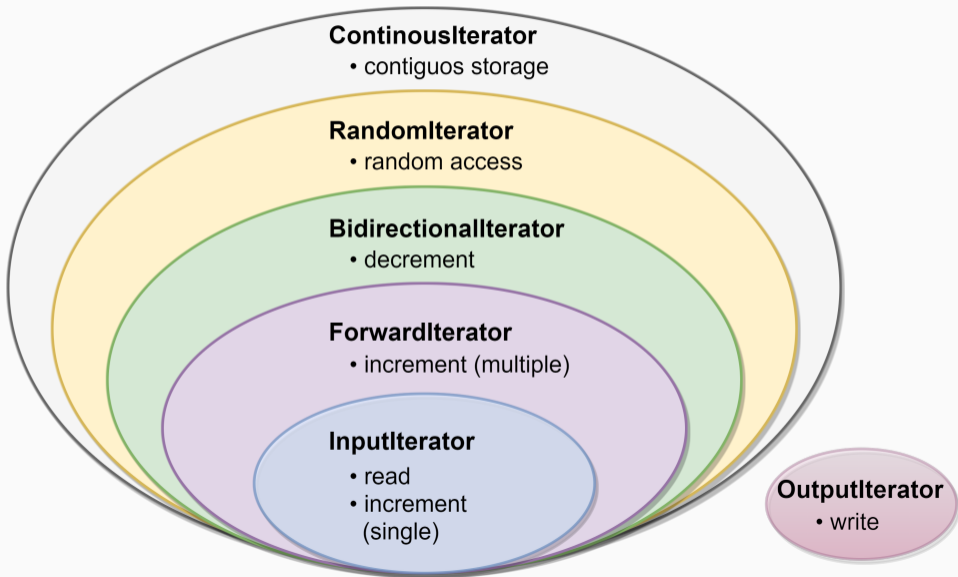 ContinousIterator
• contiguos storage
RandomIterator
• random access
BidirectionalIterator
• decrement
ForwardIterator
• increment (multiple)
InputIterator
• read
• increment
(single)
OutputIterator
• write